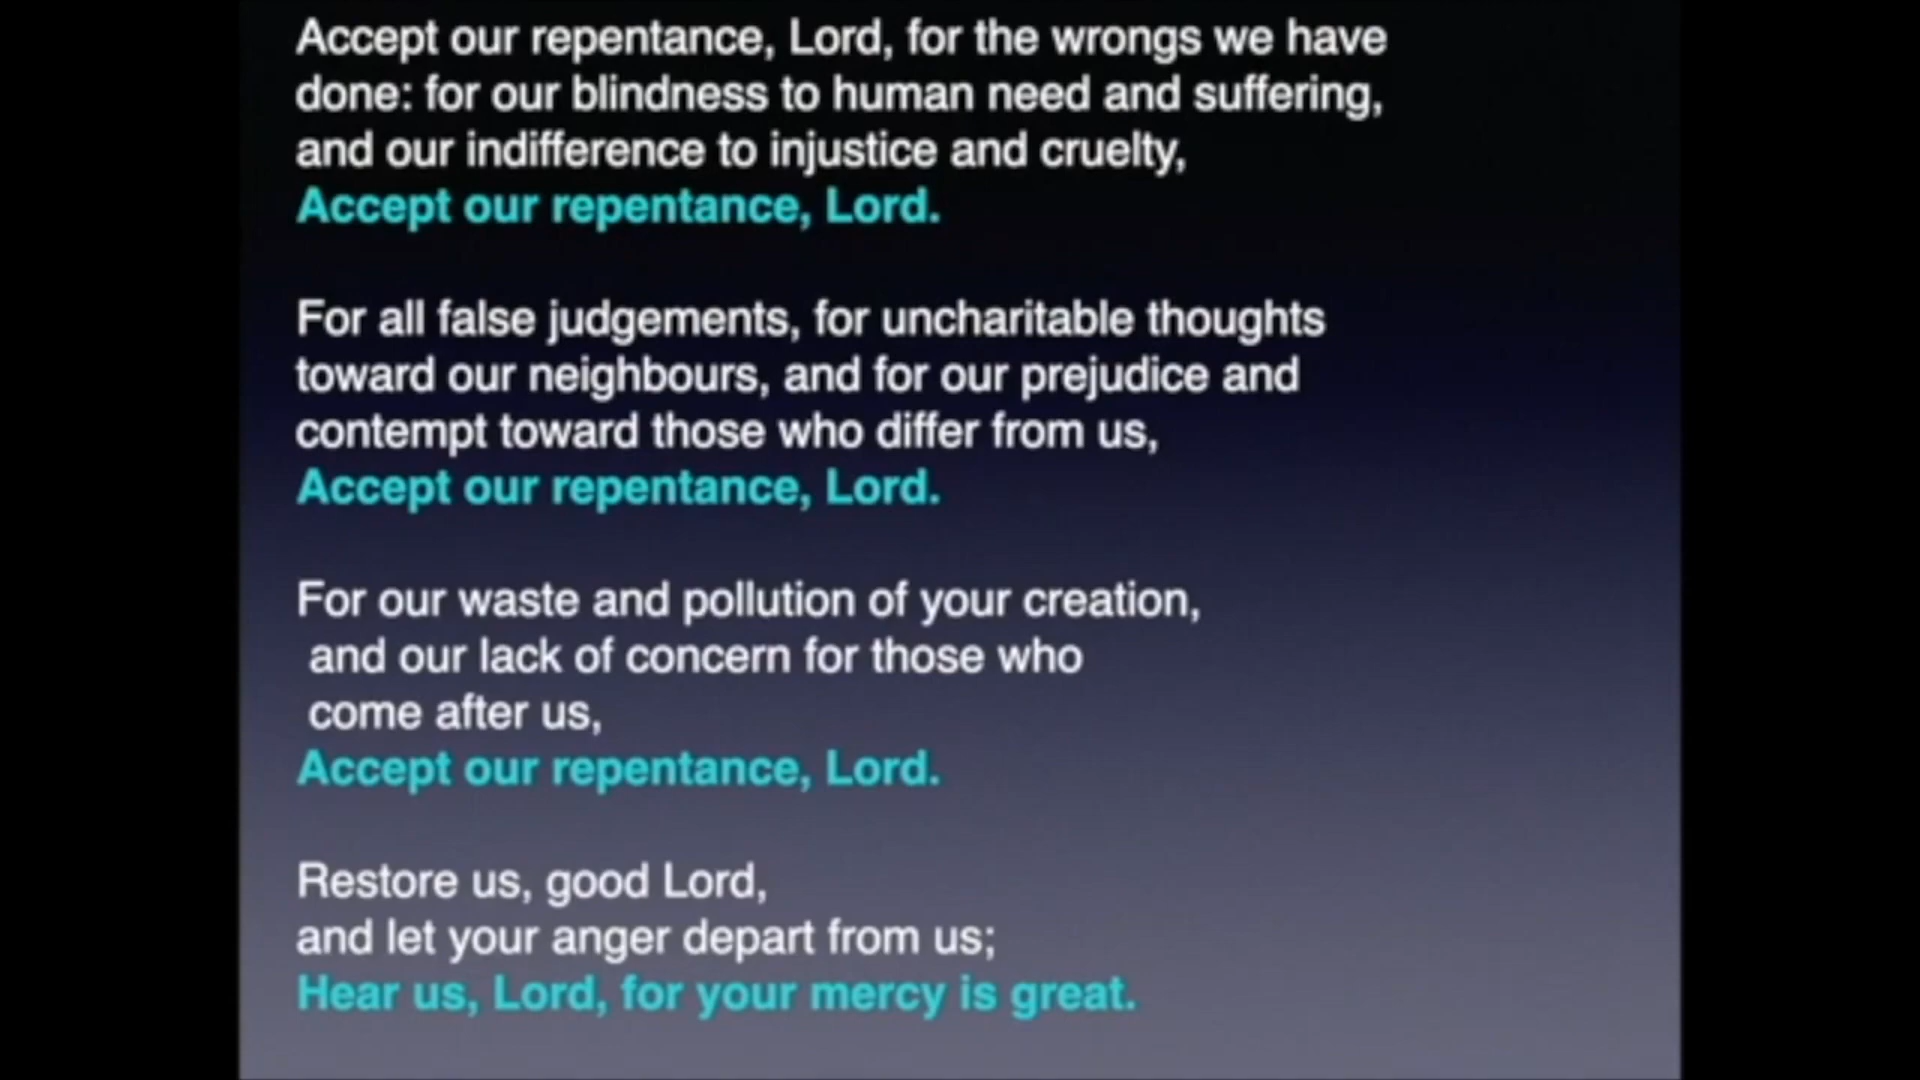 Accept our repentance, Lord, for the wrongs we have
done: for our blindness to human need and suffering,
and our indifference to injustice and cruelty,
Accept our repentance, Lord.
For all false judgements, for uncharitable thoughts
toward our neighbours, and for our prejudice and
contempt toward those who differ from us,
Accept our repentance, Lord.
For our waste and pollution of your creation,
and our lack of concern for those who
come after us,
Accept our repentance, Lord.
Restore us, good Lord,
and let your anger depart from us;
Hear us, Lord, for your mercy is great.